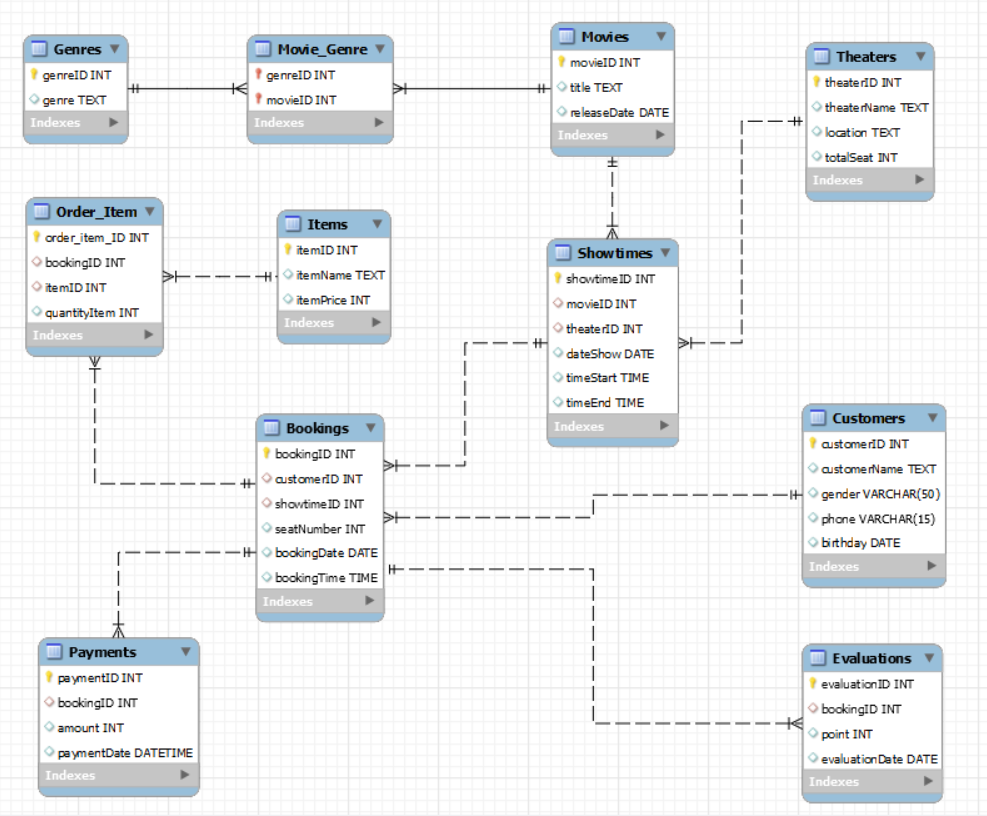 Genres
genreID INT
genre TEXT
Indexes
Movie_Genre
genreID INT
movieID INT
Indexes
Movies
movieID INT
title TEXT
releaseDate DATE
Indexes
Theaters
theaterID INT
theaterName TEXT
location TEXT
totalSeat INT
Indexes
Order_Item
order_item_ID INT
bookingID INT
itemID INT
quantityItem INT
Indexes
Items
itemID INT
itemName TEXT
itemPrice INT
Indexes
Showtimes
showtimeID INT
movieID INT
theaterID INT
dateShow DATE
timeStart TIME
timeEnd TIME
Indexes
Bookings
bookingID INT
customerID INT
showtimeID INT
seatNumber INT
bookingDate DATE
bookingTime TIME
Indexes
Customers
customerID INT
customerName TEXT
gender VARCHAR(50)
phone VARCHAR(15)
birthday DATE
Indexes
Payments
paymentID INT
bookingID INT
amount INT
paymentDate DATETIME
Indexes
Evaluations
evaluationID INT
bookingID INT
point INT
evaluationDate DATE
Indexes